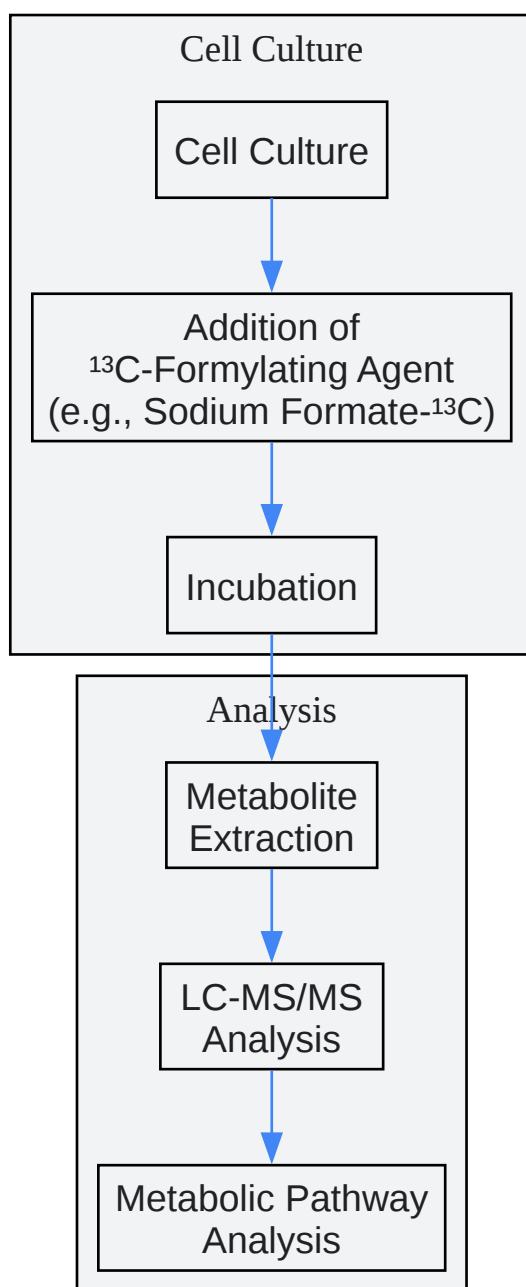 Cell Culture
Cell Culture
Addition of
¹³C-Formylating Agent
(e.g., Sodium Formate-¹³C)
Incubation
Analysis
Metabolite
Extraction
LC-MS/MS
Analysis
Metabolic Pathway
Analysis